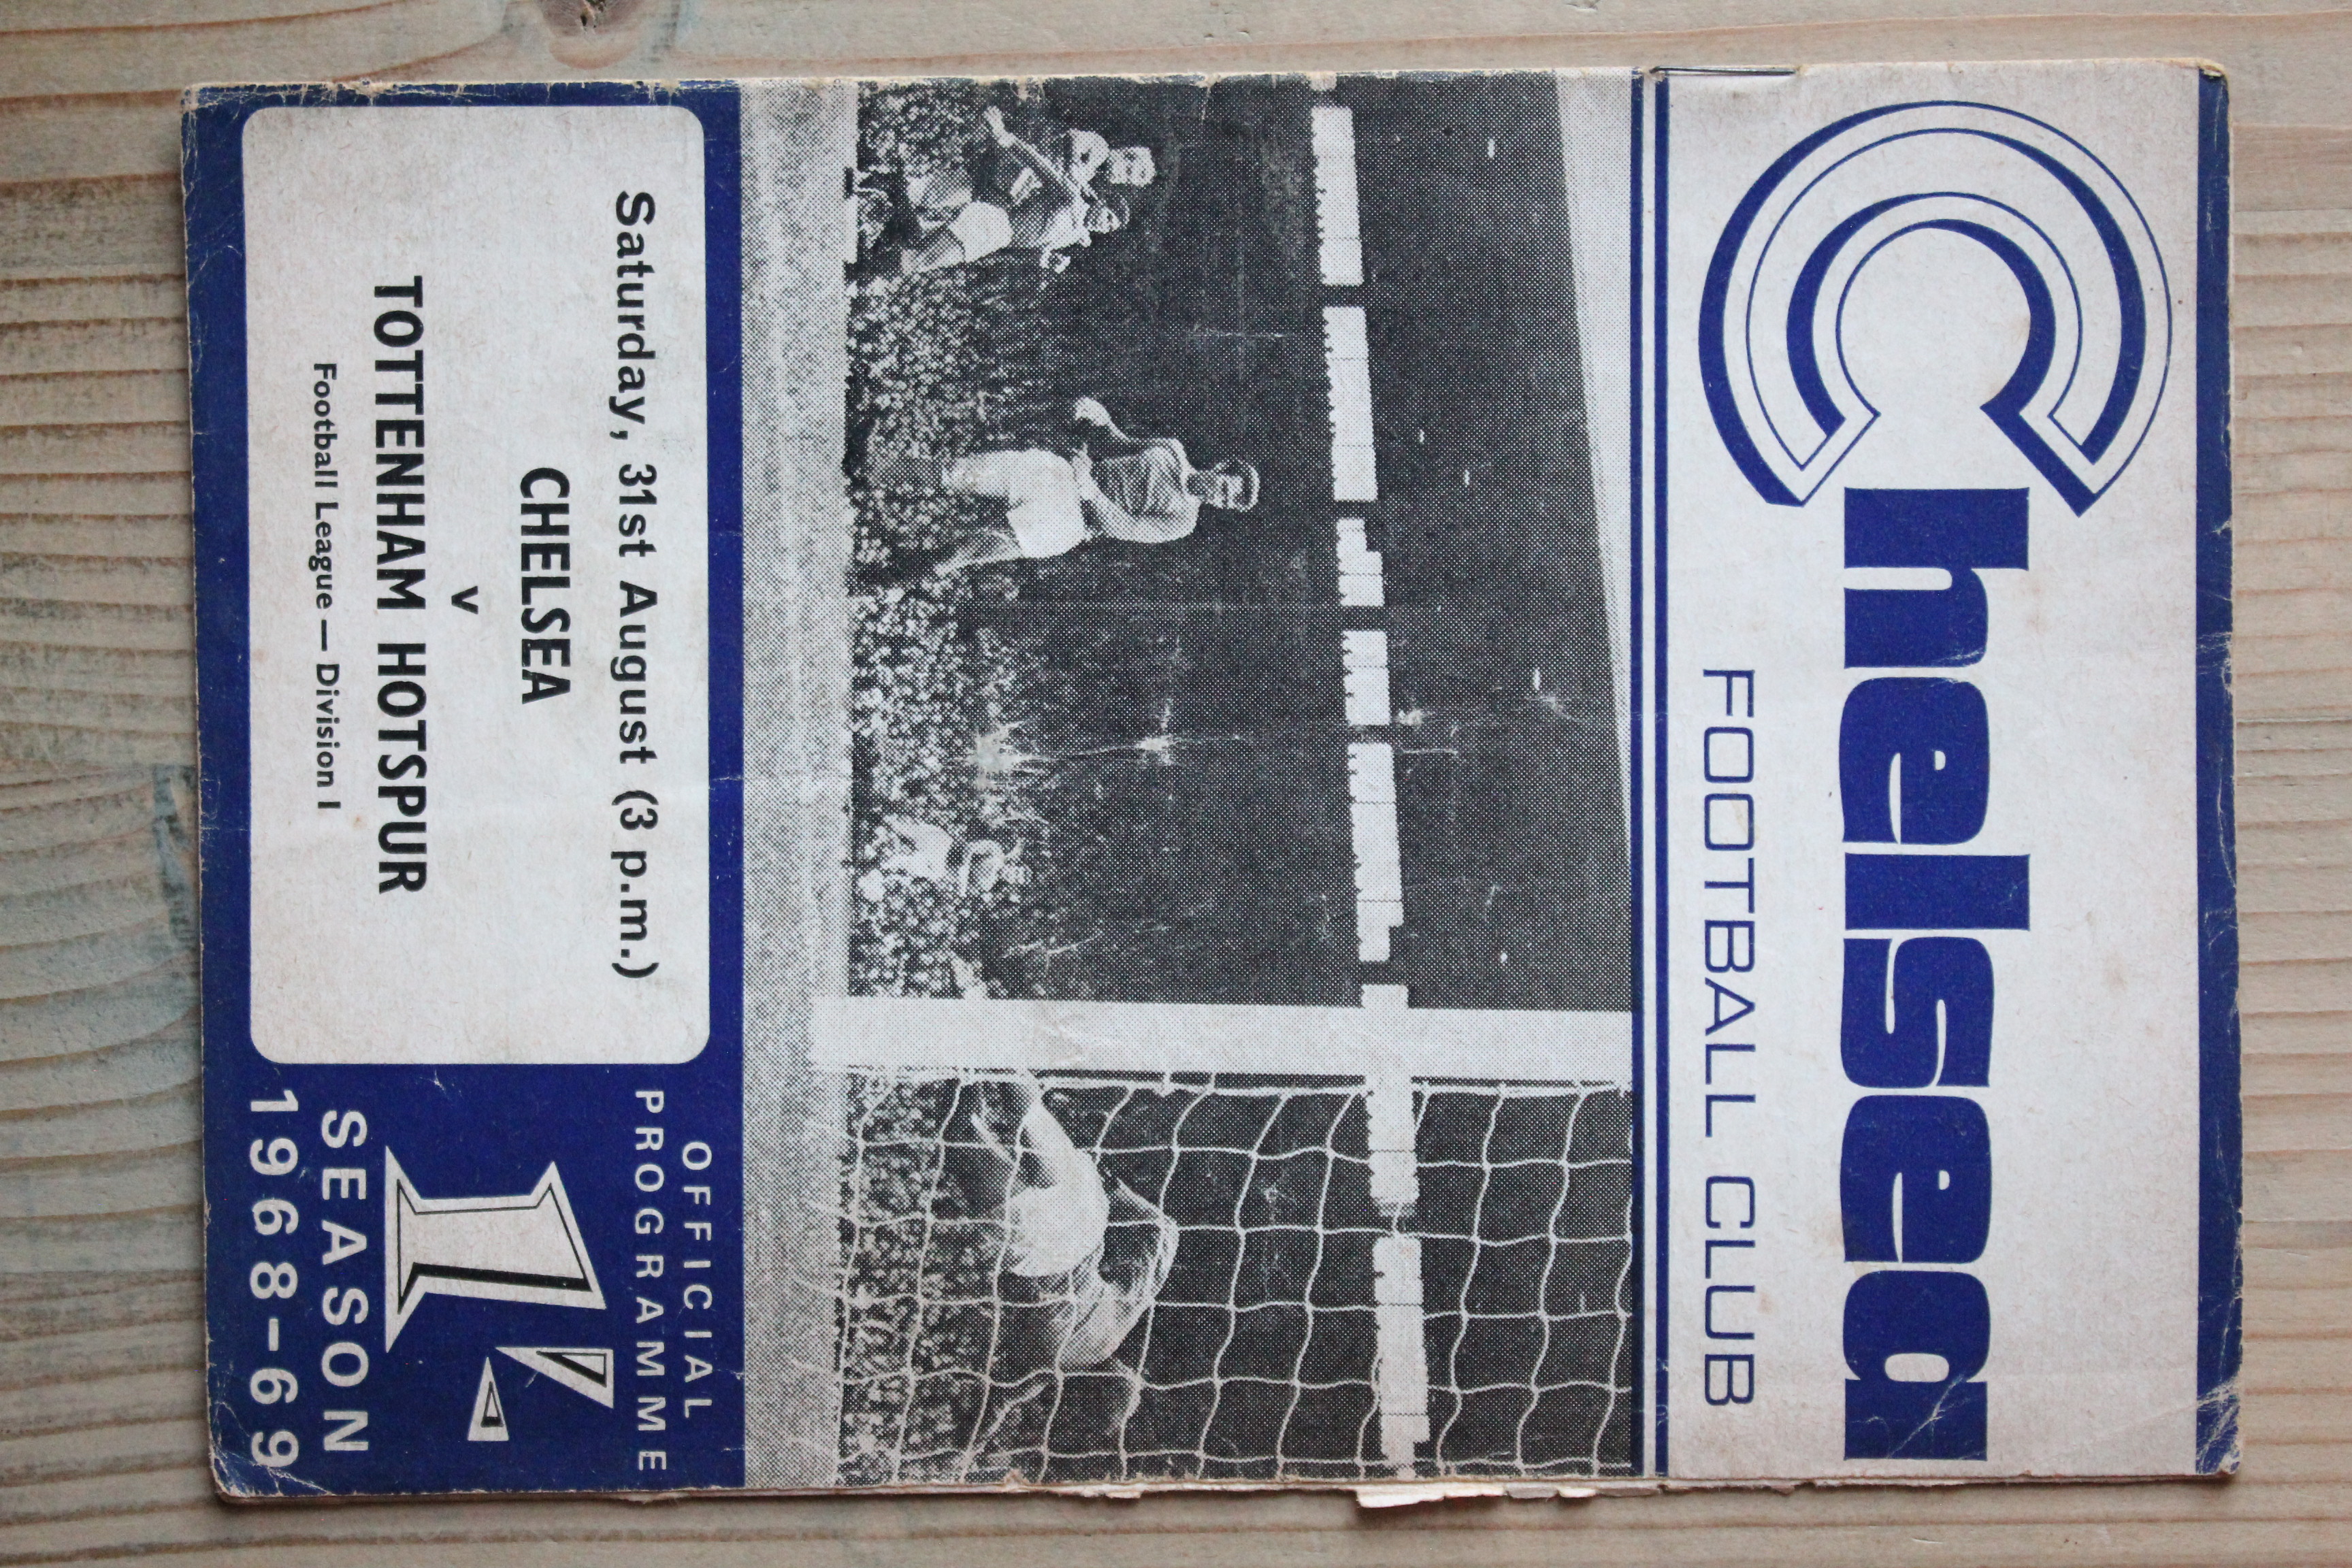 Chelsea
FOOTBALL CLUB
Saturday, 31st August (3 p.m.)
CHELSEA
v
TOTTENHAM HOTSPUR
Football League — Division I
OFFICIAL
PROGRAMME
1'-
SEASON
1968-69